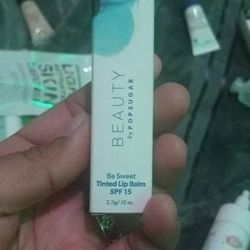 BEAUTY
by POPSUGAR
Be Sweet
Tinted Lip Balm
SPF 15
2.7g/.10 oz.